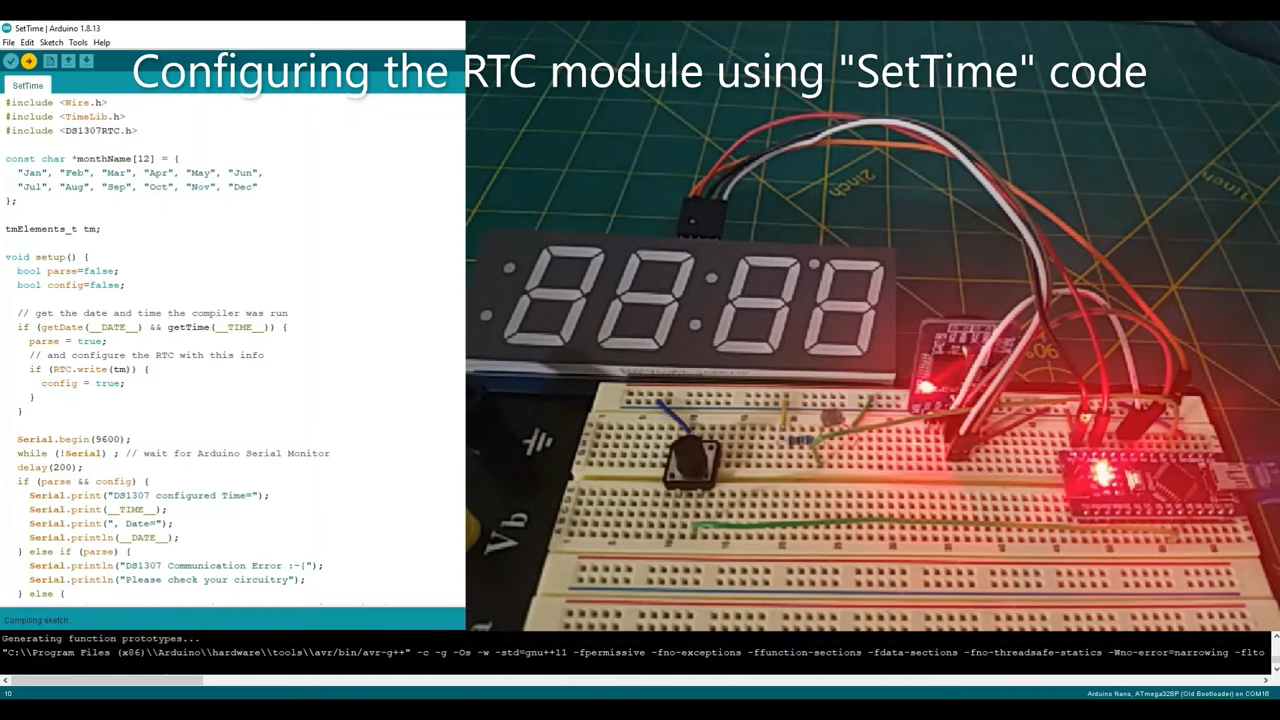 SetTime | Arduino 1.8.13
File Edit Sketch Tools Help
Configuring the RTC module using "SetTime" code
SetTime
#include <Wire.h>
#include <TimeLib.h>
#include <DS1307RTC.h>
const char *monthName[12] = {
"Jan", "Feb", "Mar", "Apr", "May", "Jun",
"Jul", "Aug", "Sep", "Oct", "Nov", "Dec"
};
tmElements_t tm;
void setup() {
bool parse=false;
bool config=false;
// get the date and time the compiler was run
if (getDate(__DATE__) && getTime(__TIME__)) {
parse = true;
// and configure the RTC with this info
if (RTC.write(tm)) {
config = true;
}
}
Serial.begin(9600);
while (!Serial) ; // wait for Arduino Serial Monitor
delay(200);
if (parse && config) {
Serial.print("DS1307 configured Time=");
Serial.print(__TIME__);
Serial.print(", Date=");
Serial.println(__DATE__);
} else if (parse) {
Serial.println("DS1307 Communication Error :-{");
Serial.println("Please check your circuitry");
} else {
2inch
2inch
90°
Vb
Va
Compiling sketch...
Generating function prototypes...
"C:\\Program Files (x86)\\Arduino\\hardware\\tools\\avr/bin/avr-g++" -c -g -Os -w -std=gnu++11 -fpermissive -fno-exceptions -ffunction-sections -fdata-sections -fno-threadsafe-statics -Wno-error=narrowing -flto
10
Arduino Nano, ATmega328P (Old Bootloader) on COM16